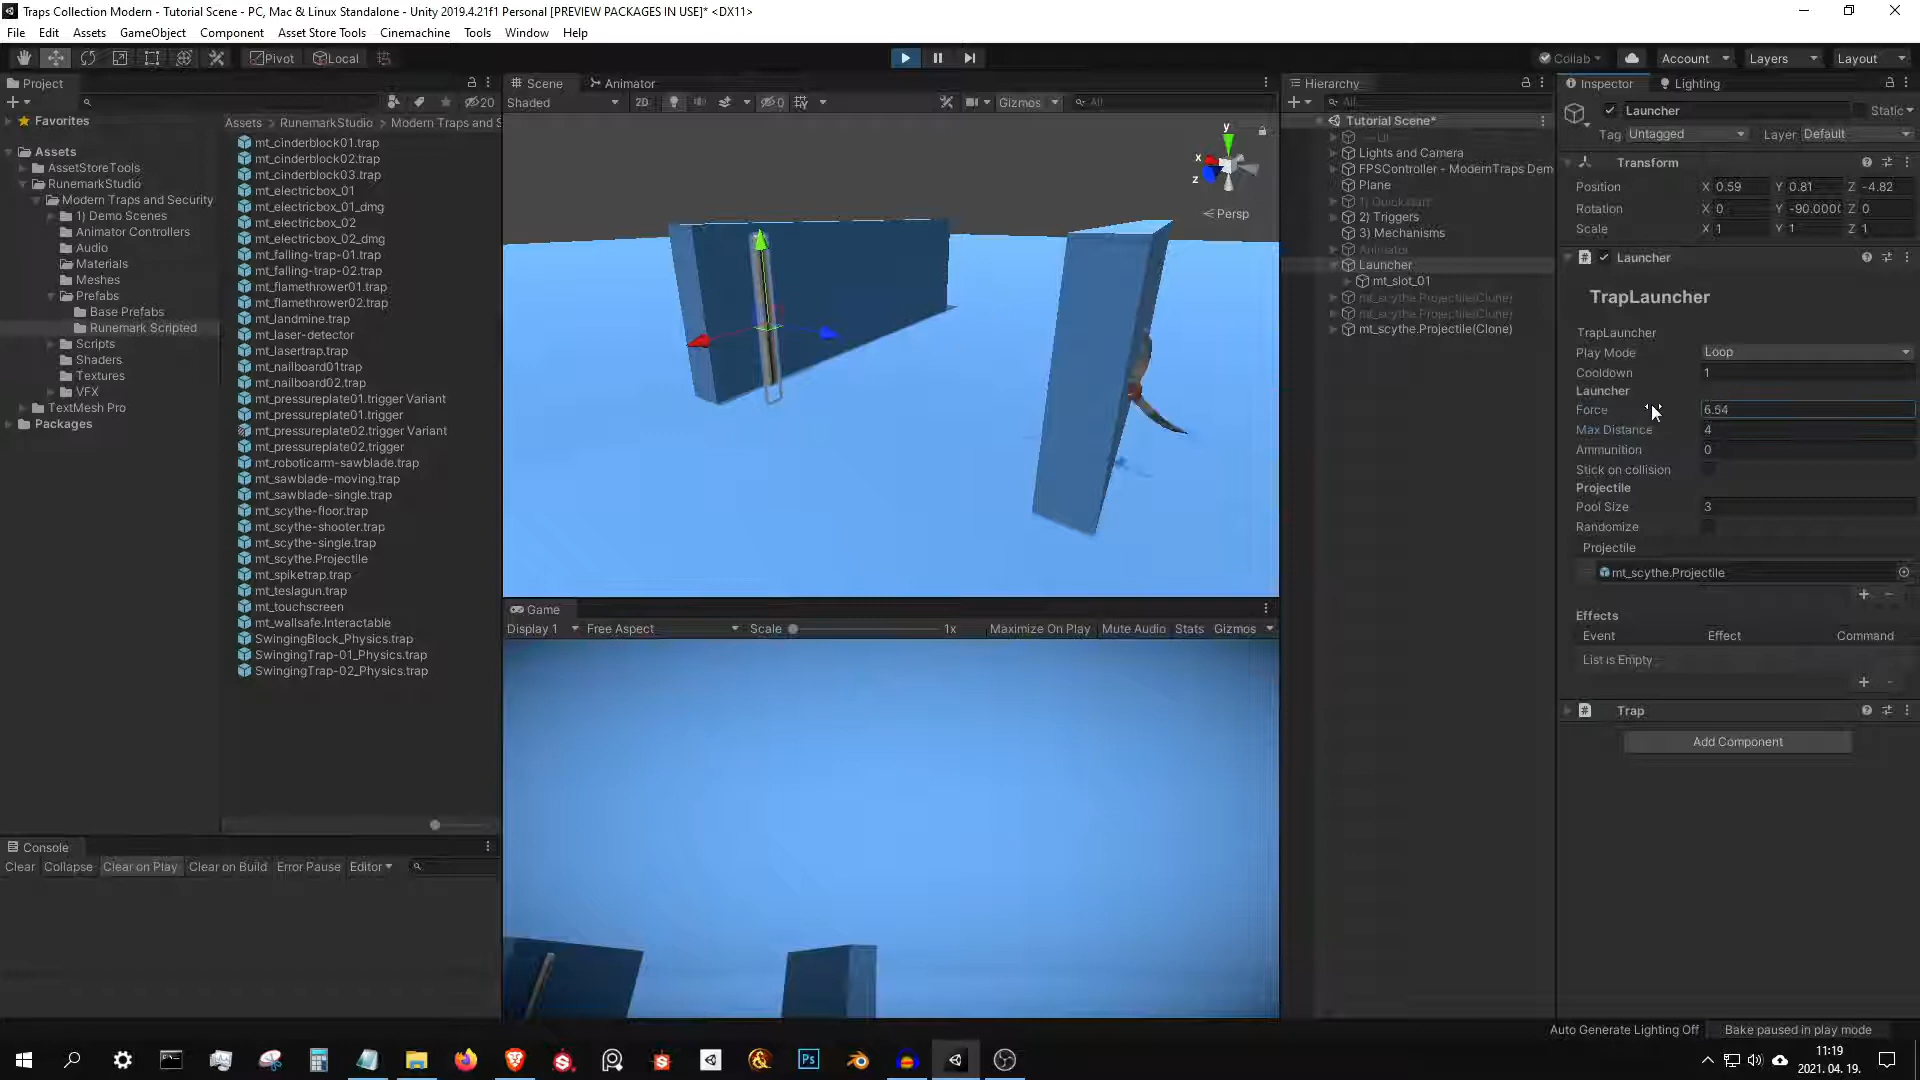 Traps Collection Modern - Tutorial Scene - PC, Mac & Linux Standalone - Unity 2019.4.21f1 Personal [PREVIEW PACKAGES IN USE]* <DX11>
File Edit Assets GameObject Component Asset Store Tools Cinemachine Tools Window Help
Pivot Local Collab Account Layers Layout
Project
20
Favorites
Assets
AssetStoreTools
RunemarkStudio
Modern Traps and Security
1) Demo Scenes
Animator Controllers
Audio
Materials
Meshes
Prefabs
Base Prefabs
Runemark Scripted
Scripts
Shaders
Textures
VFX
TextMesh Pro
Packages
Assets > RunemarkStudio > Modern Traps and S
mt_cinderblock01.trap
mt_cinderblock02.trap
mt_cinderblock03.trap
mt_electricbox_01
mt_electricbox_01_dmg
mt_electricbox_02
mt_electricbox_02_dmg
mt_falling-trap-01.trap
mt_falling-trap-02.trap
mt_flamethrower01.trap
mt_flamethrower02.trap
mt_landmine.trap
mt_laser-detector
mt_lasertrap.trap
mt_nailboard01trap
mt_nailboard02.trap
mt_pressureplate01.trigger Variant
mt_pressureplate01.trigger
mt_pressureplate02.trigger Variant
mt_pressureplate02.trigger
mt_roboticarm-sawblade.trap
mt_sawblade-moving.trap
mt_sawblade-single.trap
mt_scythe-floor.trap
mt_scythe-shooter.trap
mt_scythe-single.trap
mt_scythe.Projectile
mt_spiketrap.trap
mt_teslagun.trap
mt_touchscreen
mt_wallsafe.Interactable
SwingingBlock_Physics.trap
SwingingTrap-01_Physics.trap
SwingingTrap-02_Physics.trap
Console
Clear Collapse Clear on Play Clear on Build Error Pause Editor
Scene Animator
Shaded 2D 0 Gizmos All
y
x
z
Persp
Game
Display 1 Free Aspect Scale 1x Maximize On Play Mute Audio Stats Gizmos
Hierarchy
All
Tutorial Scene*
Lights and Camera
FPSController - ModernTraps Dem
Plane
1) Quickstart
2) Triggers
3) Mechanisms
Animator
Launcher
mt_slot_01
mt_scythe.Projectile(Clone)
mt_scythe.Projectile(Clone)
mt_scythe.Projectile(Clone)
Inspector Lighting
Launcher Static
Tag Untagged Layer Default
Transform
Position X 0.59 Y 0.81 Z -4.82
Rotation X 0 Y -90.000( Z 0
Scale X 1 Y 1 Z 1
Launcher
TrapLauncher
TrapLauncher
Play Mode Loop
Cooldown 1
Launcher
Force 6.54
Max Distance 4
Ammunition 0
Stick on collision
Projectile
Pool Size 3
Randomize
Projectile
mt_scythe.Projectile
Effects
Event Effect Command
List is Empty
Trap
Add Component
Auto Generate Lighting Off Bake paused in play mode
Ps
11:19
2021. 04. 19.